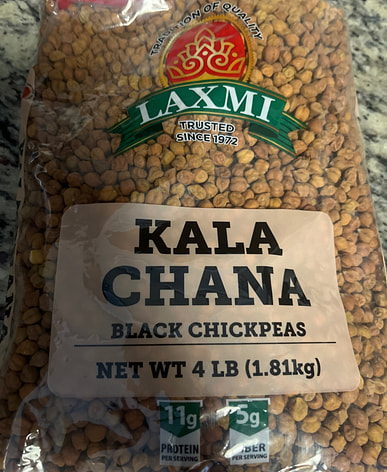 TRADITION OF QUALITY
LAXMI
TRUSTED
SINCE 1972
KALA
CHANA
BLACK CHICKPEAS
NET WT 4 LB (1.81kg)
11g 5g
PROTEIN FIBER
PER SERVING PER SERVING